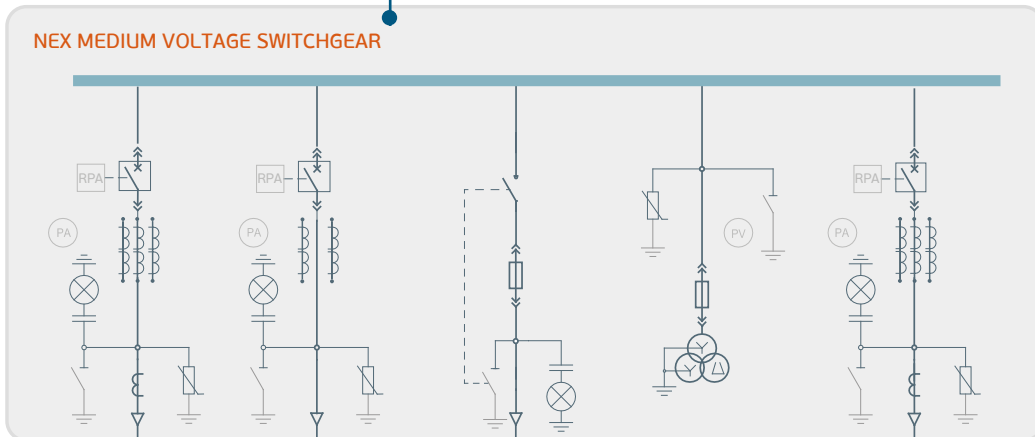 NEX MEDIUM VOLTAGE SWITCHGEAR
RPA
RPA
RPA
PA
PA
PV
PA